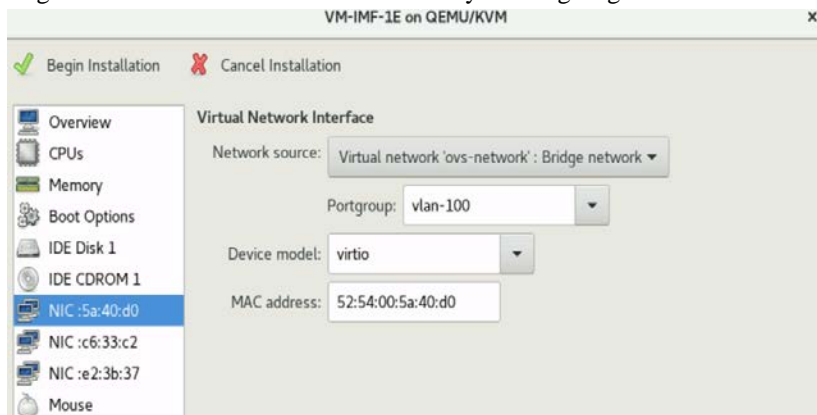 VM-IMF-1E on QEMU/KVM x
Begin Installation Cancel Installation
Overview
CPUs
Memory
Boot Options
IDE Disk 1
IDE CDROM 1
NIC :5a:40:d0
NIC :c6:33:c2
NIC :e2:3b:37
Mouse
Virtual Network Interface
Network source: Virtual network 'ovs-network' : Bridge network
Portgroup: vlan-100
Device model: virtio
MAC address: 52:54:00:5a:40:d0